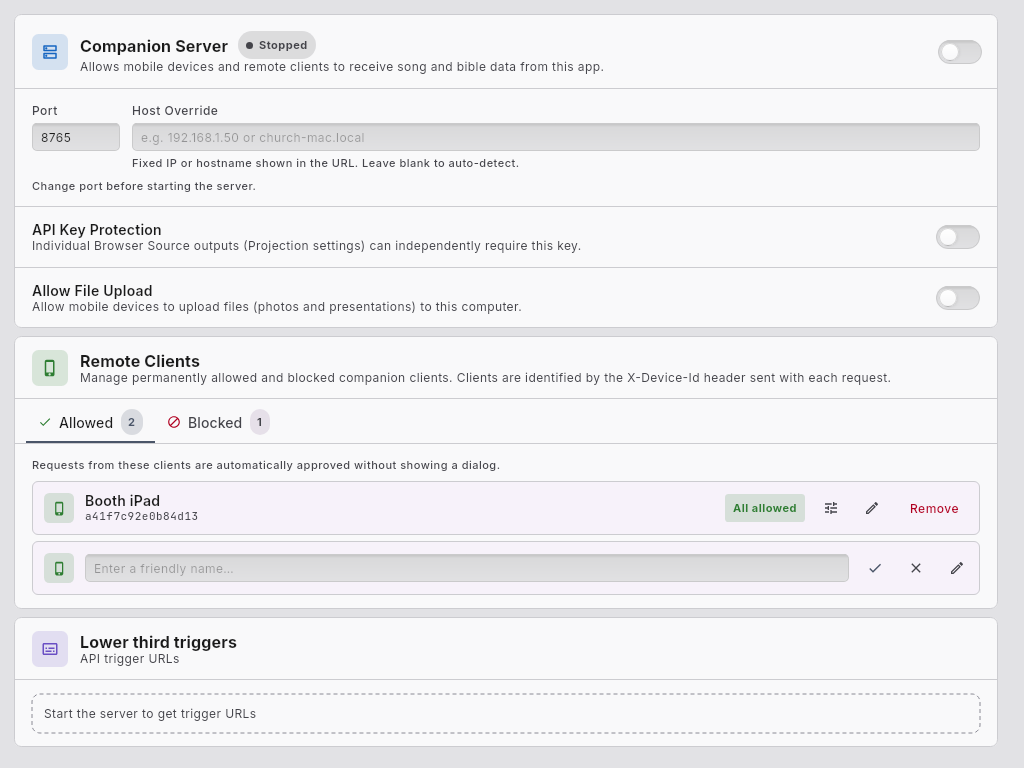 Companion Server
Stopped
Allows mobile devices and remote clients to receive song and bible data from this app.
Port
Host Override
8765
e.g. 192.168.1.50 or church-mac.local
Fixed IP or hostname shown in the URL. Leave blank to auto-detect.
Change port before starting the server.
API Key Protection
Individual Browser Source outputs (Projection settings) can independently require this key.
Allow File Upload
Allow mobile devices to upload files (photos and presentations) to this computer.
Remote Clients
Manage permanently allowed and blocked companion clients. Clients are identified by the X-Device-Id header sent with each request.
Allowed 2
Blocked 1
Requests from these clients are automatically approved without showing a dialog.
Booth iPad
a41f7c92e0b84d13
All allowed
Remove
Enter a friendly name...
Lower third triggers
API trigger URLs
Start the server to get trigger URLs